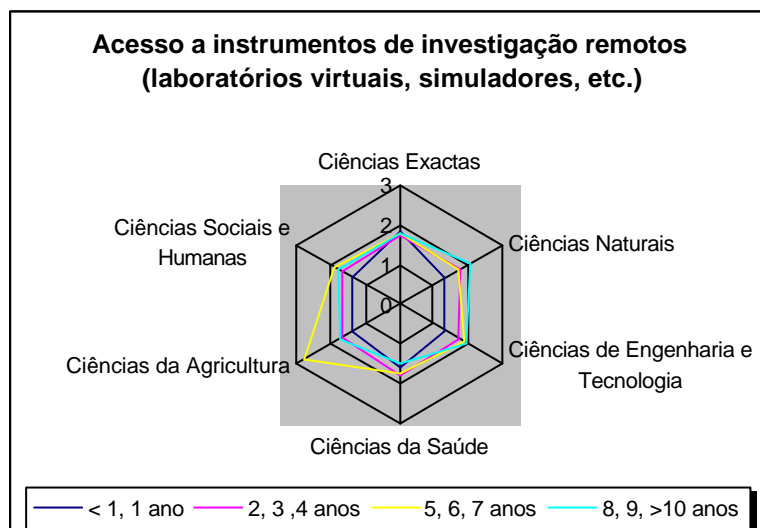 Acesso a instrumentos de investigação remotos
(laboratórios virtuais, simuladores, etc.)
Ciências Exactas
3
Ciências Sociais e
Humanas
2
Ciências Naturais
1
0
Ciências da Agricultura
Ciências de Engenharia e
Tecnologia
Ciências da Saúde
< 1, 1 ano 2, 3 ,4 anos 5, 6, 7 anos 8, 9, >10 anos